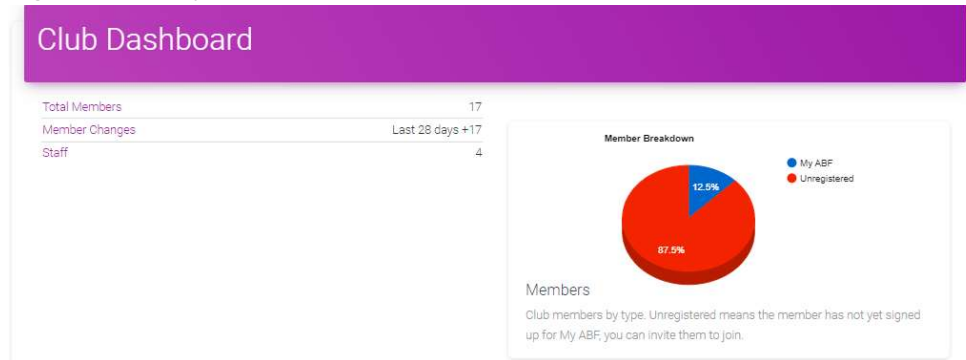 Club Dashboard
Total Members 17
Member Changes Last 28 days +17
Staff 4
Member Breakdown
My ABF
Unregistered
12.5%
87.5%
Members
Club members by type. Unregistered means the member has not yet signed
up for My ABF, you can invite them to join.